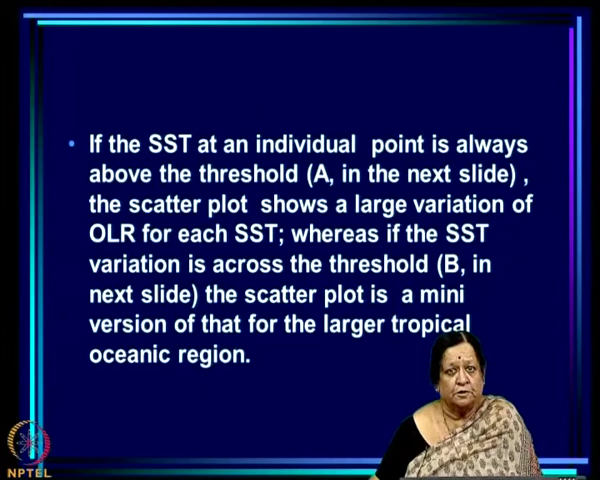 • If the SST at an individual point is always
above the threshold (A, in the next slide) ,
the scatter plot shows a large variation of
OLR for each SST; whereas if the SST
variation is across the threshold (B, in
next slide) the scatter plot is a mini
version of that for the larger tropical
oceanic region.
NPTEL